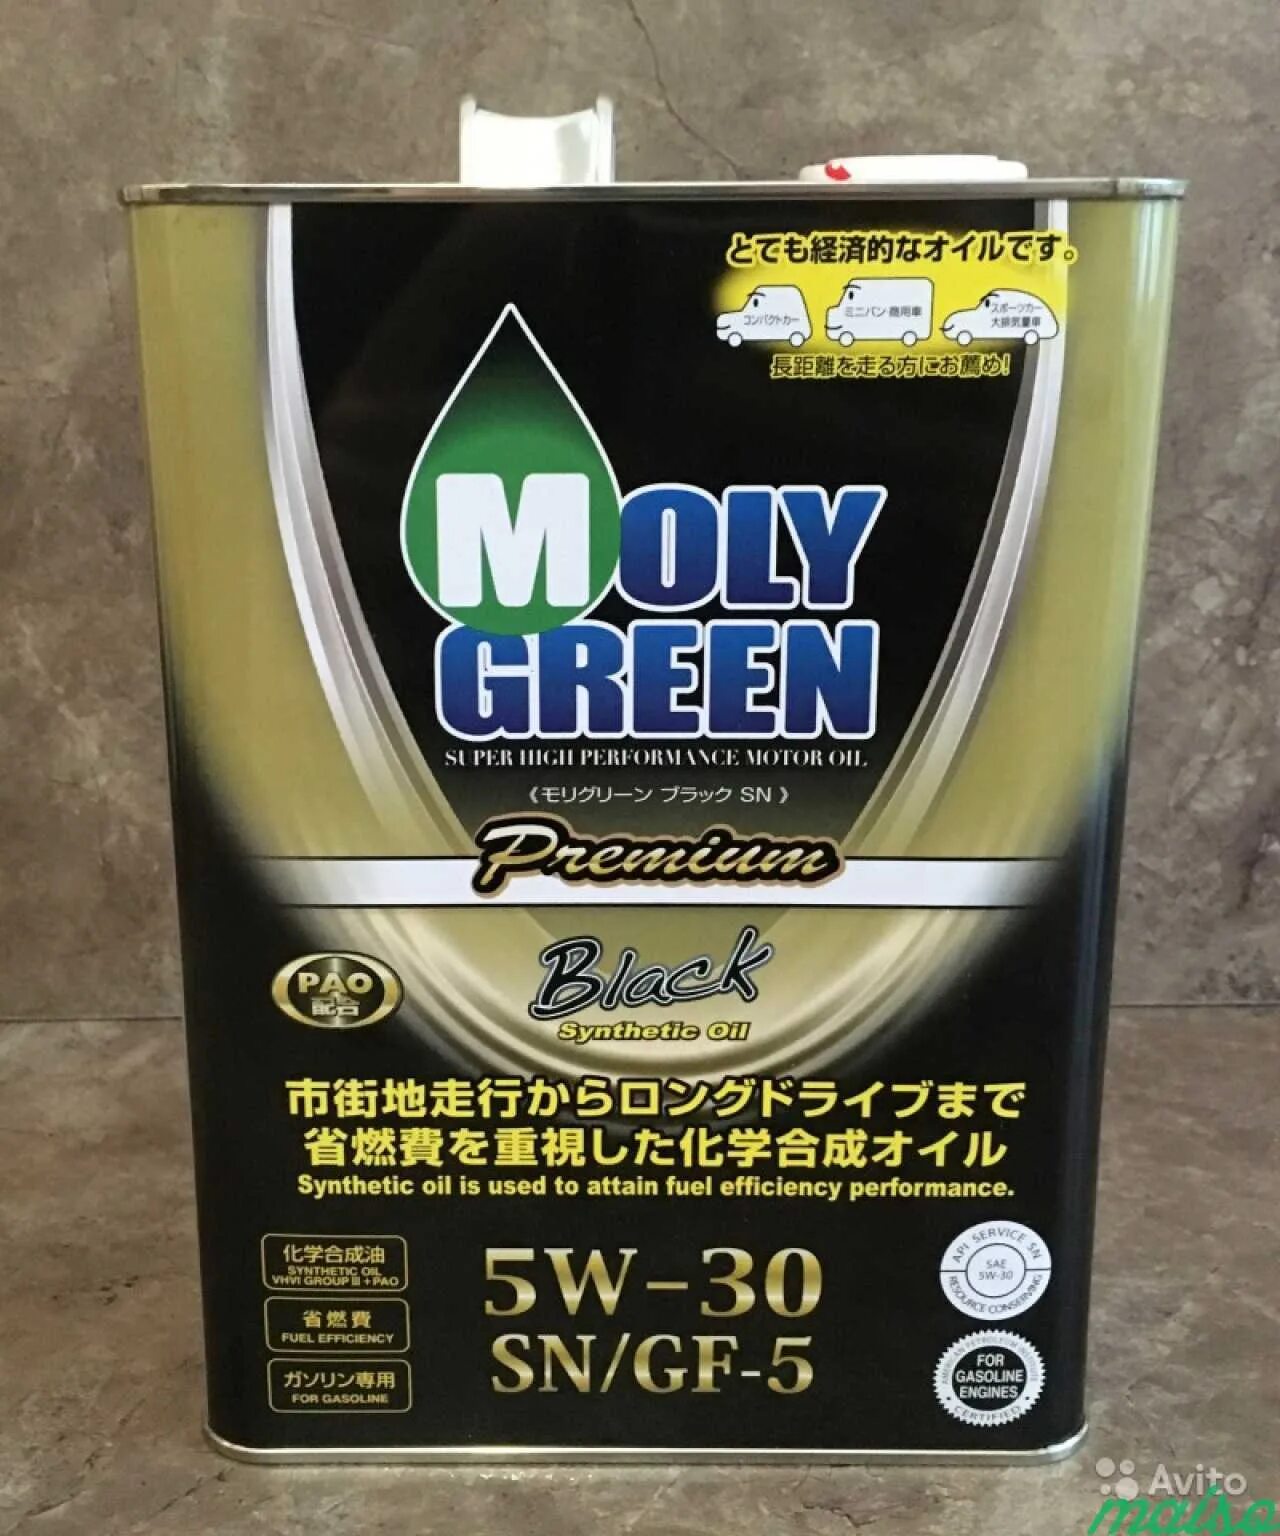 とても経済的なオイルです。
コンパクトカー
ミニバン・商用車
スポーツカー
大排気量車
長距離を走る方にお薦め!
MOLY
GREEN
SUPER HIGH PERFORMANCE MOTOR OIL
《モリグリーン ブラック SN 》
Premium
Black
Synthetic Oil
PAO
配合
市街地走行からロングドライブまで
省燃費を重視した化学合成オイル
Synthetic oil is used to attain fuel efficiency performance.
化学合成油
SYNTHETIC OIL
VHVI GROUP III + PAO
省燃費
FUEL EFFICIENCY
ガソリン専用
FOR GASOLINE
5W-30
SN/GF-5
API SERVICE SN
SAE
5W-30
RESOURCE CONSERVING
AMERICAN PETROLEUM INSTITUTE
FOR
GASOLINE
ENGINES
CERTIFIED
Avito